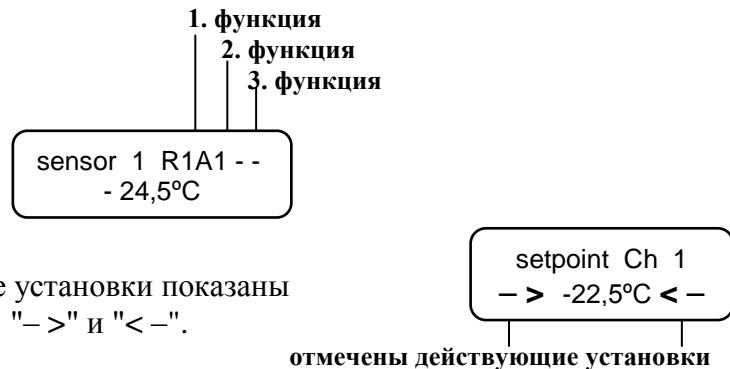 1. функция
2. функция
3. функция
sensor 1 R1A1 - -
- 24,5ºC
setpoint Ch 1
– > -22,5ºC < –
е установки показаны
"– >" и "< –".
отмечены действующие установки